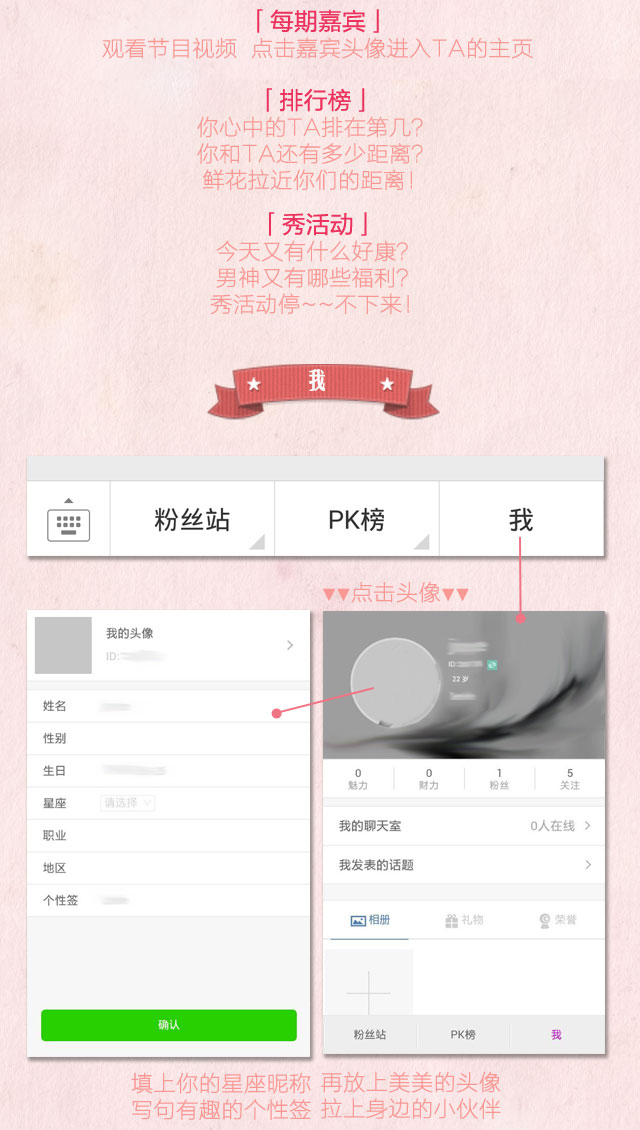 「每期嘉宾」
观看节目视频 点击嘉宾头像进入TA的主页
「排行榜」
你心中的TA排在第几?
你和TA还有多少距离?
鲜花拉近你们的距离!
「秀活动」
今天又有什么好康?
男神又有哪些福利?
秀活动停~~不下来!
我
粉丝站 PK榜 我
▼▼点击头像▼▼
我的头像
ID:
姓名
性别
生日
星座 请选择
职业
地区
个性签
确认
ID:
22 岁
0 0 1 5
魅力 财力 粉丝 关注
我的聊天室 0人在线
我发表的话题
相册 礼物 荣誉
粉丝站 PK榜 我
填上你的星座昵称 再放上美美的头像
写句有趣的个性签 拉上身边的小伙伴